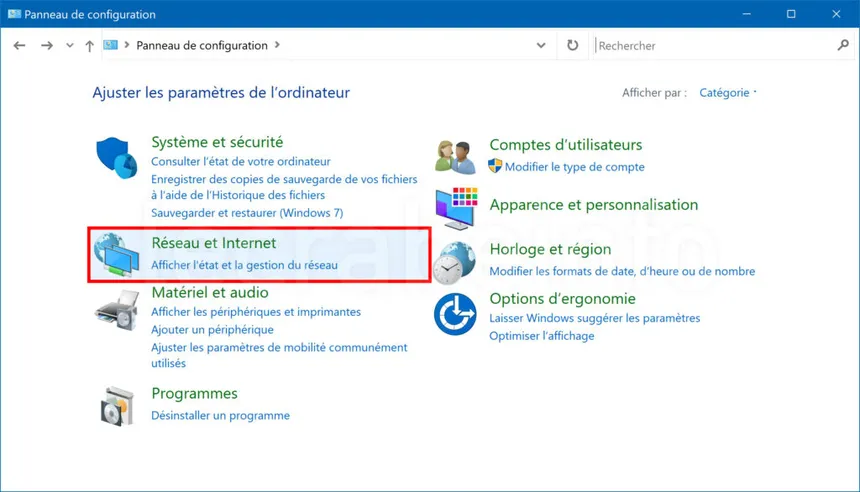 Panneau de configuration
Panneau de configuration
Rechercher
Ajuster les paramètres de l'ordinateur
Afficher par :
Catégorie
Système et sécurité
Consulter l'état de votre ordinateur
Enregistrer des copies de sauvegarde de vos fichiers
à l'aide de l'Historique des fichiers
Sauvegarder et restaurer (Windows 7)
Réseau et Internet
Afficher l'état et la gestion du réseau
Matériel et audio
Afficher les périphériques et imprimantes
Ajouter un périphérique
Ajuster les paramètres de mobilité communément
utilisés
Programmes
Désinstaller un programme
Comptes d'utilisateurs
Modifier le type de compte
Apparence et personnalisation
Horloge et région
Modifier les formats de date, d'heure ou de nombre
Options d'ergonomie
Laisser Windows suggérer les paramètres
Optimiser l'affichage